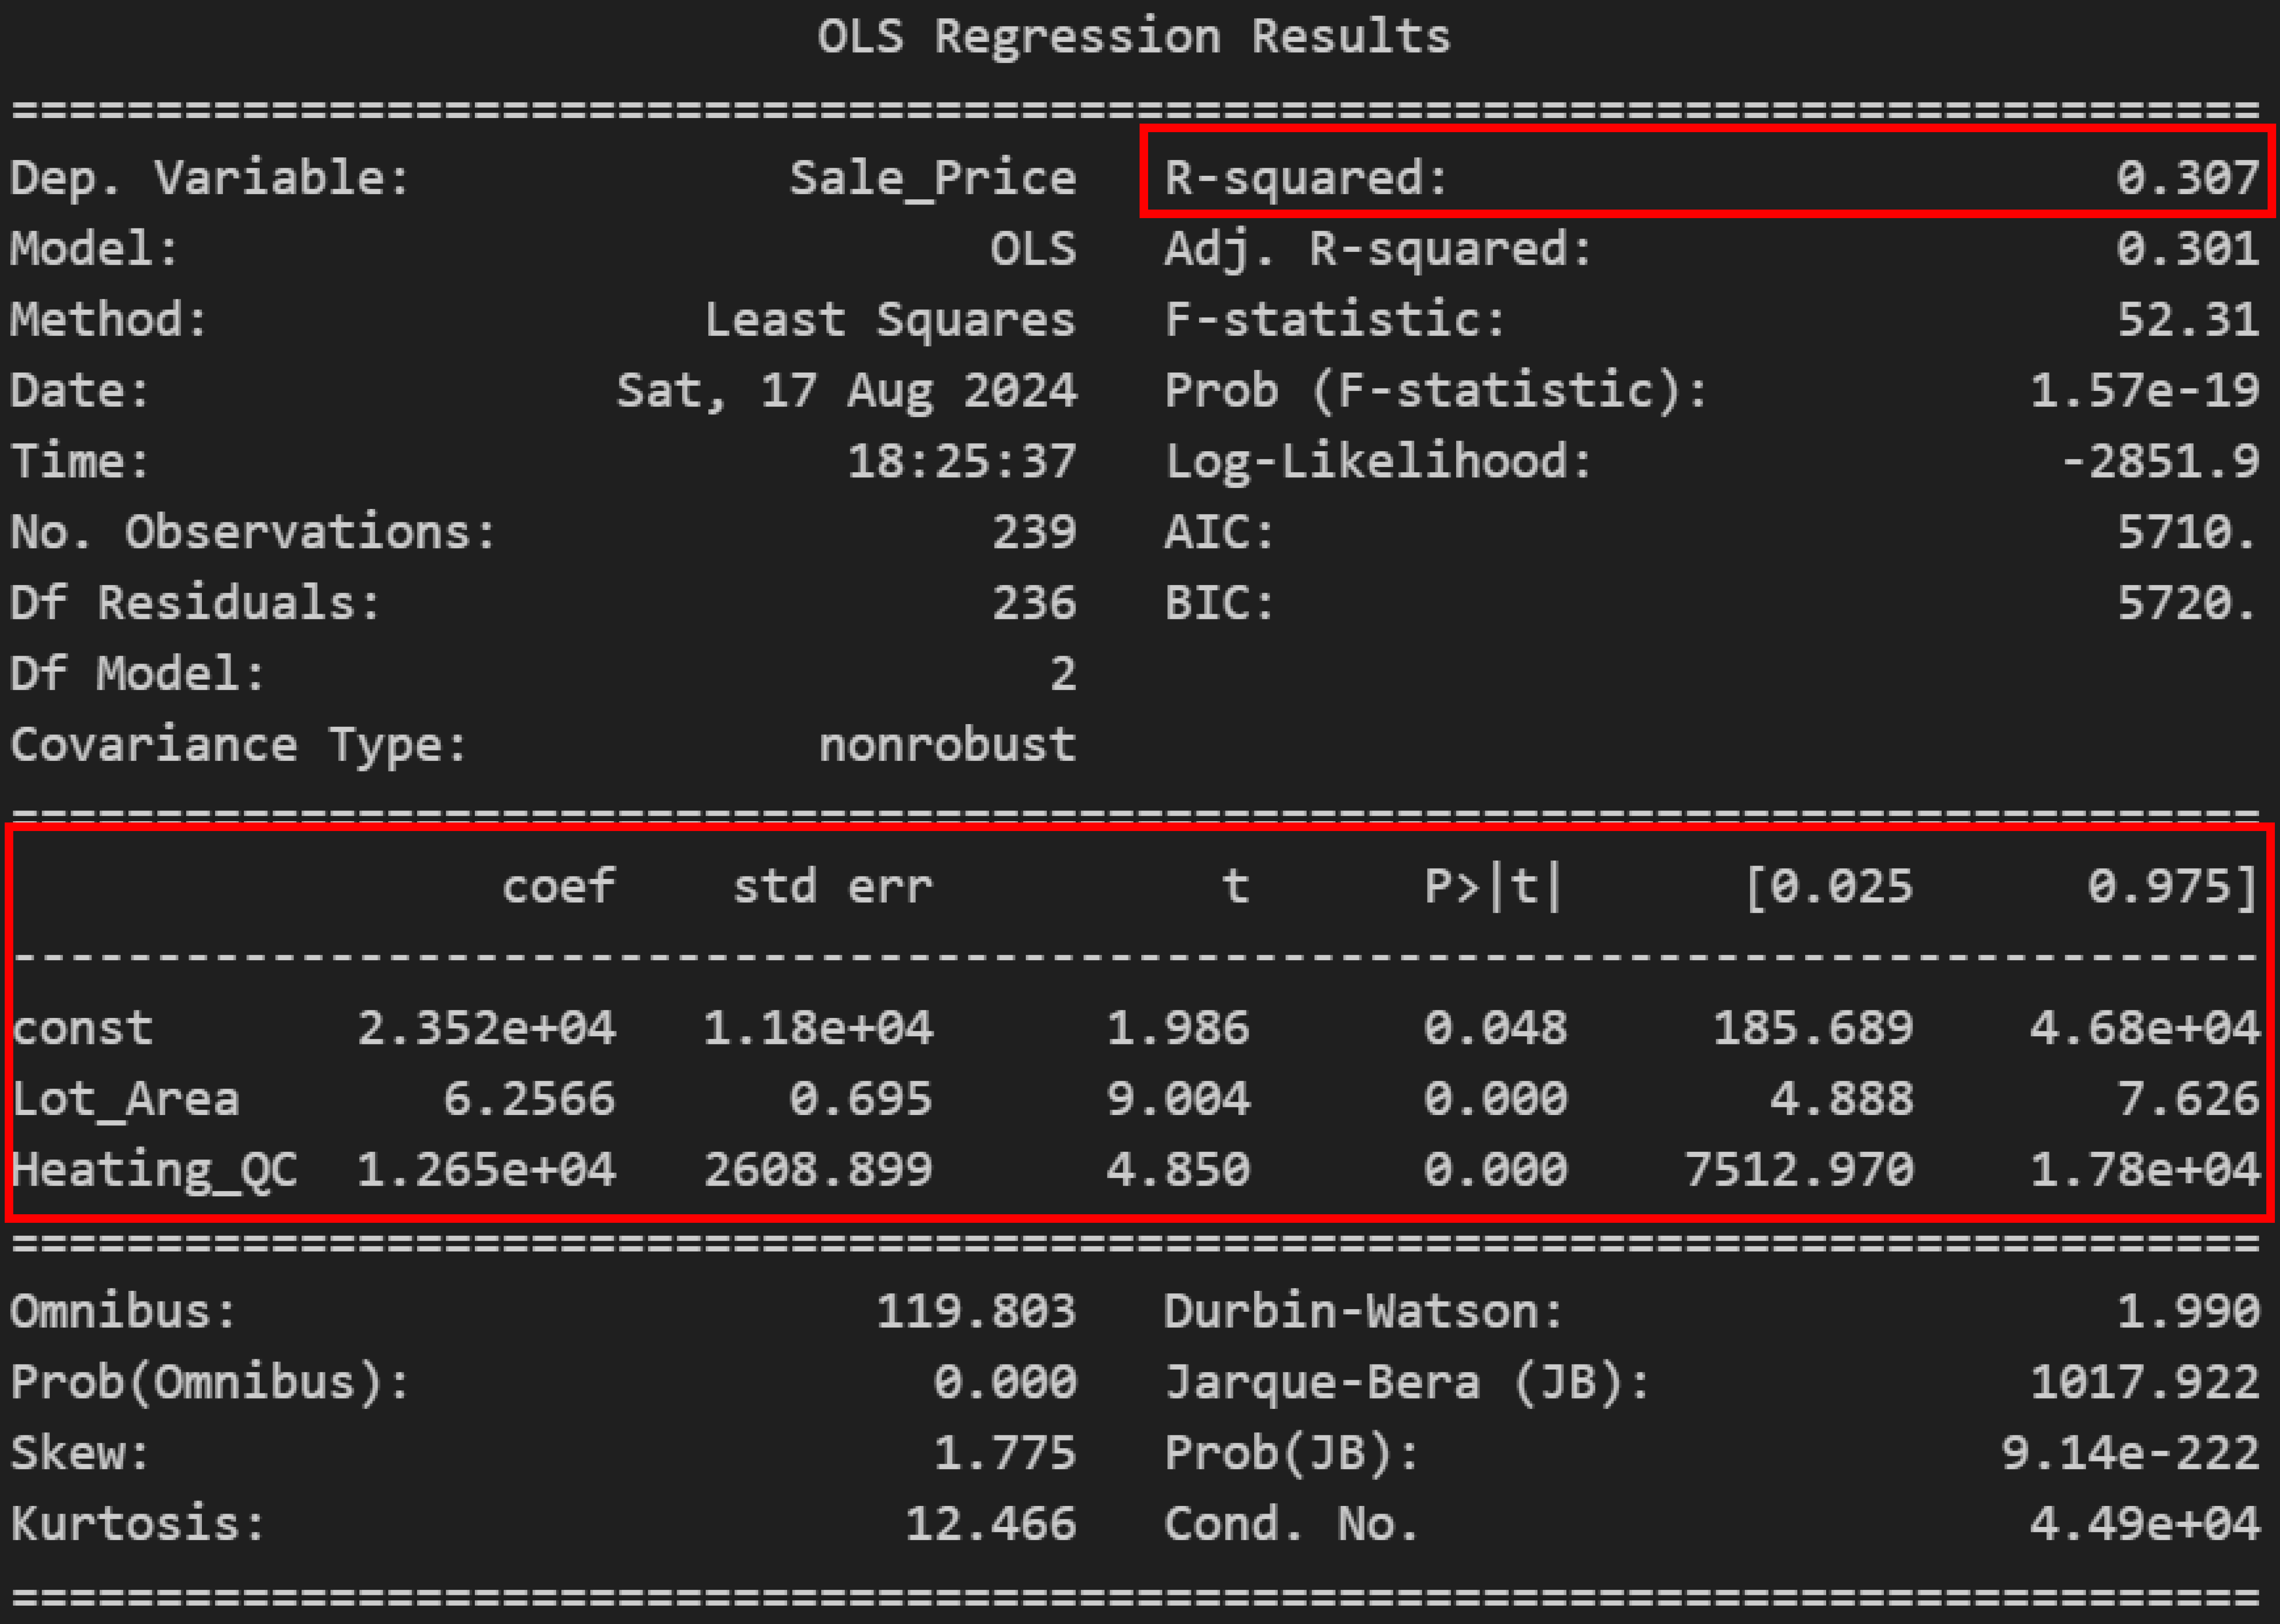 OLS Regression Results
==============================================================================
Dep. Variable:             Sale_Price   R-squared:                       0.307
Model:                            OLS   Adj. R-squared:                  0.301
Method:                 Least Squares   F-statistic:                     52.31
Date:                Sat, 17 Aug 2024   Prob (F-statistic):           1.57e-19
Time:                        18:25:37   Log-Likelihood:                -2851.9
No. Observations:                 239   AIC:                             5710.
Df Residuals:                     236   BIC:                             5720.
Df Model:                           2
Covariance Type:            nonrobust
==============================================================================
                 coef    std err          t      P>|t|      [0.025      0.975]
------------------------------------------------------------------------------
const       2.352e+04   1.18e+04      1.986      0.048     185.689    4.68e+04
Lot_Area       6.2566      0.695      9.004      0.000       4.888       7.626
Heating_QC  1.265e+04   2608.899      4.850      0.000    7512.970    1.78e+04
==============================================================================
Omnibus:                      119.803   Durbin-Watson:                   1.990
Prob(Omnibus):                  0.000   Jarque-Bera (JB):             1017.922
Skew:                           1.775   Prob(JB):                    9.14e-222
Kurtosis:                      12.466   Cond. No.                     4.49e+04
==============================================================================